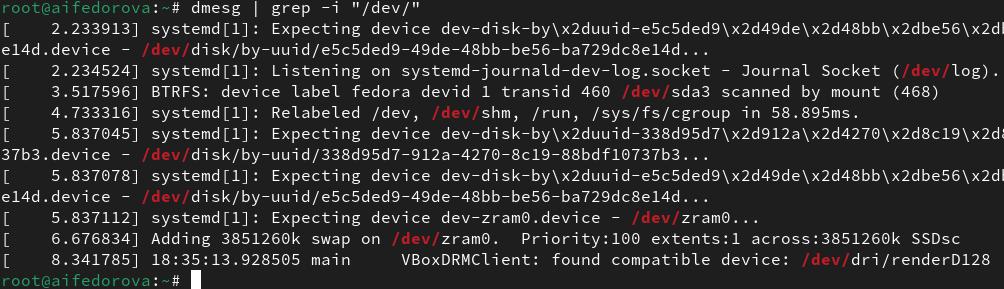 root@aifedorova:~# dmesg | grep -i "/dev/"
[    2.233913] systemd[1]: Expecting device dev-disk-by\x2duuid-e5c5ded9\x2d49de\x2d48bb\x2dbe56\x2db
e14d.device - /dev/disk/by-uuid/e5c5ded9-49de-48bb-be56-ba729dc8e14d...
[    2.234524] systemd[1]: Listening on systemd-journald-dev-log.socket - Journal Socket (/dev/log).
[    3.517596] BTRFS: device label fedora devid 1 transid 460 /dev/sda3 scanned by mount (468)
[    4.733316] systemd[1]: Relabeled /dev, /dev/shm, /run, /sys/fs/cgroup in 58.895ms.
[    5.837045] systemd[1]: Expecting device dev-disk-by\x2duuid-338d95d7\x2d912a\x2d4270\x2d8c19\x2d8
37b3.device - /dev/disk/by-uuid/338d95d7-912a-4270-8c19-88bdf10737b3...
[    5.837078] systemd[1]: Expecting device dev-disk-by\x2duuid-e5c5ded9\x2d49de\x2d48bb\x2dbe56\x2db
e14d.device - /dev/disk/by-uuid/e5c5ded9-49de-48bb-be56-ba729dc8e14d...
[    5.837112] systemd[1]: Expecting device dev-zram0.device - /dev/zram0...
[    6.676834] Adding 3851260k swap on /dev/zram0.  Priority:100 extents:1 across:3851260k SSDsc
[    8.341785] 18:35:13.928505 main     VBoxDRMClient: found compatible device: /dev/dri/renderD128
root@aifedorova:~#